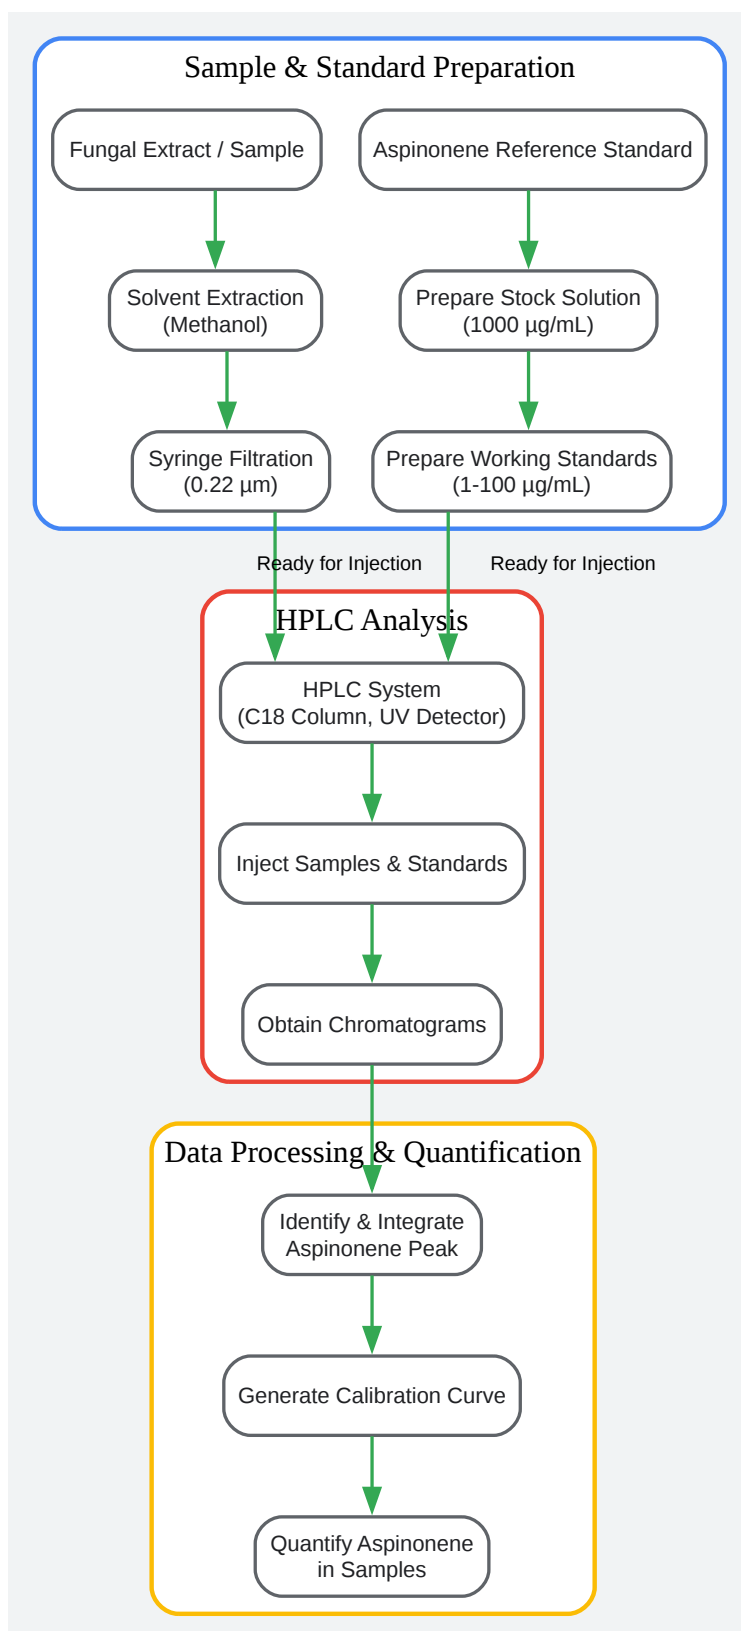 Sample & Standard Preparation
Fungal Extract / Sample
Aspinonene Reference Standard
Solvent Extraction
(Methanol)
Prepare Stock Solution
(1000 µg/mL)
Syringe Filtration
(0.22 µm)
Prepare Working Standards
(1-100 µg/mL)
Ready for Injection
Ready for Injection
HPLC Analysis
HPLC System
(C18 Column, UV Detector)
Inject Samples & Standards
Obtain Chromatograms
Data Processing & Quantification
Identify & Integrate
Aspinonene Peak
Generate Calibration Curve
Quantify Aspinonene
in Samples